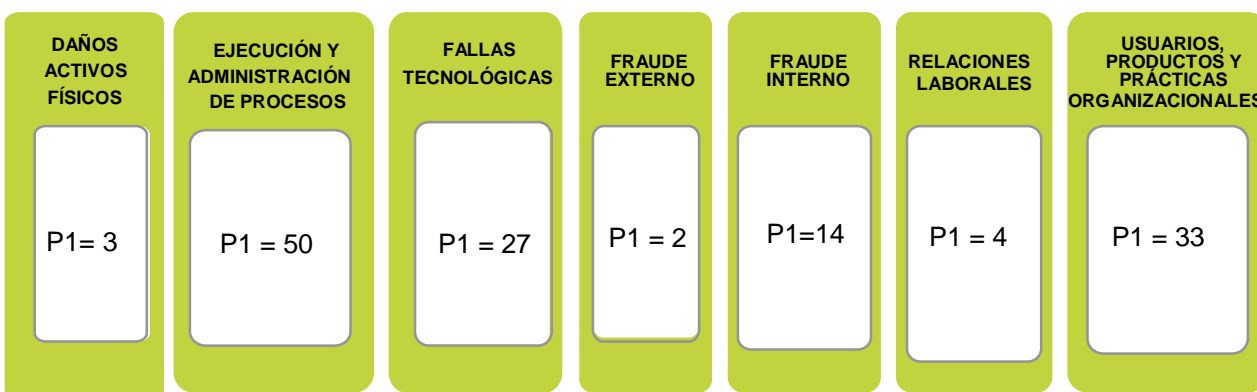 DAÑOS
ACTIVOS
FÍSICOS
P1= 3
EJECUCIÓN Y
ADMINISTRACIÓN
DE PROCESOS
P1 = 50
FALLAS
TECNOLÓGICAS
P1 = 27
FRAUDE
EXTERNO
P1 = 2
FRAUDE
INTERNO
P1=14
RELACIONES
LABORALES
P1 = 4
USUARIOS,
PRODUCTOS Y
PRÁCTICAS
ORGANIZACIONALES
P1 = 33